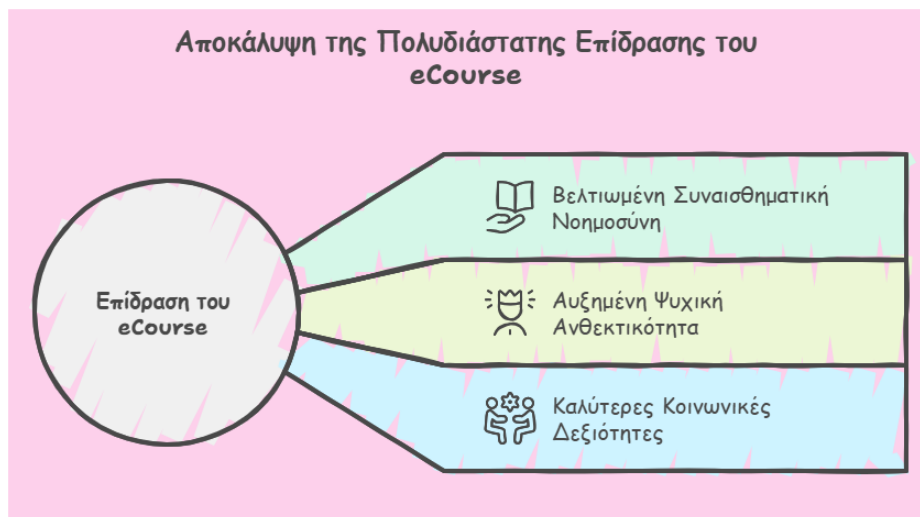 Αποκάλυψη της Πολυδιάστατης Επίδρασης του
eCourse
Επίδραση του
eCourse
Βελτιωμένη Συναισθηματική
Νοημοσύνη
Αυξημένη Ψυχική
Ανθεκτικότητα
Καλύτερες Κοινωνικές
Δεξιότητες